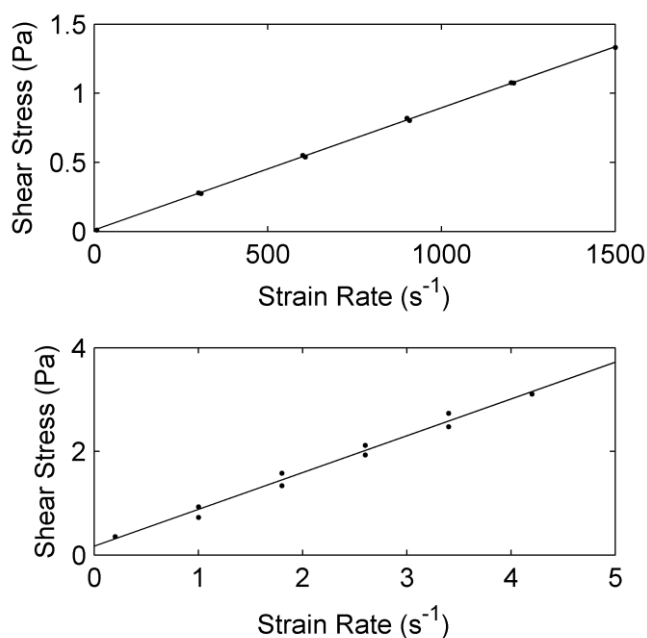 Shear Stress (Pa)
1.5
1
0.5
0
0 500 1000 1500
Strain Rate (s⁻¹)
Shear Stress (Pa)
4
2
0
0 1 2 3 4 5
Strain Rate (s⁻¹)